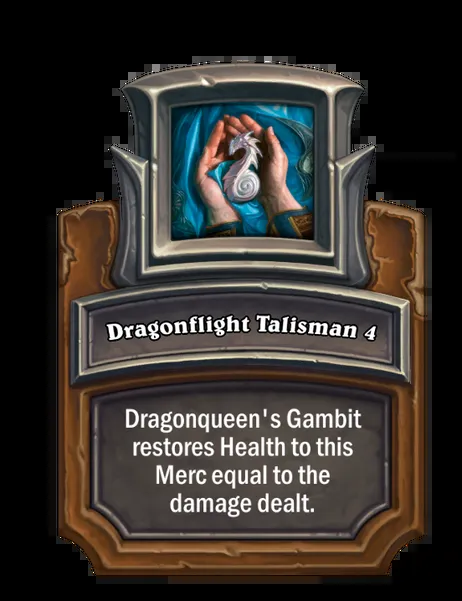 Dragonflight Talisman 4
Dragonqueen's Gambit
restores Health to this
Merc equal to the
damage dealt.